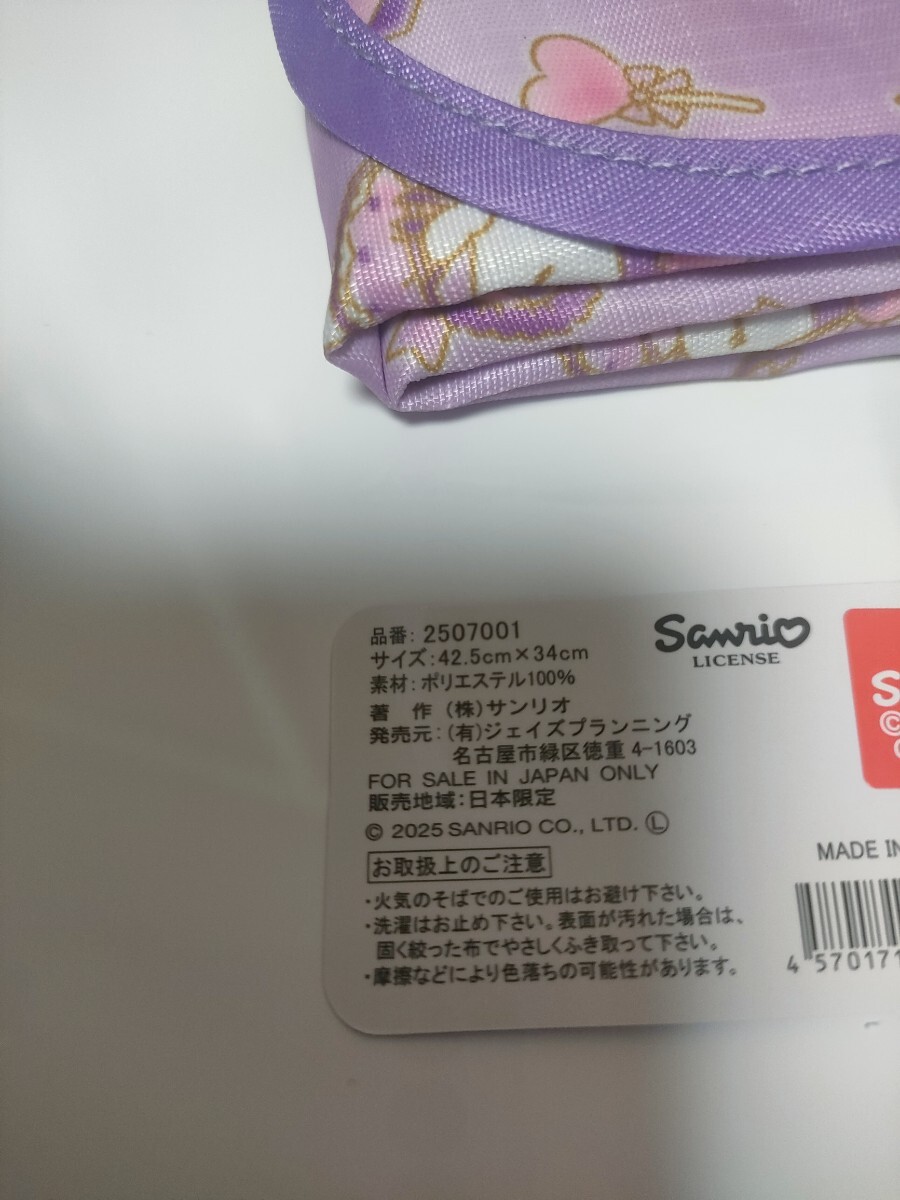 品番: 2507001
サイズ:42.5cm×34cm
素材:ポリエステル100%
著 作 (株)サンリオ
発売元:(有)ジェイズプランニング
名古屋市緑区徳重 4-1603
FOR SALE IN JAPAN ONLY
販売地域:日本限定
© 2025 SANRIO CO., LTD. Ⓛ
お取扱上のご注意
・火気のそばでのご使用はお避け下さい。
・洗濯はお止め下さい。表面が汚れた場合は、
固く絞った布でやさしくふき取って下さい。
・摩擦などにより色落ちの可能性があります。
Sanrio
LICENSE
S
©
MADE IN
4 570171